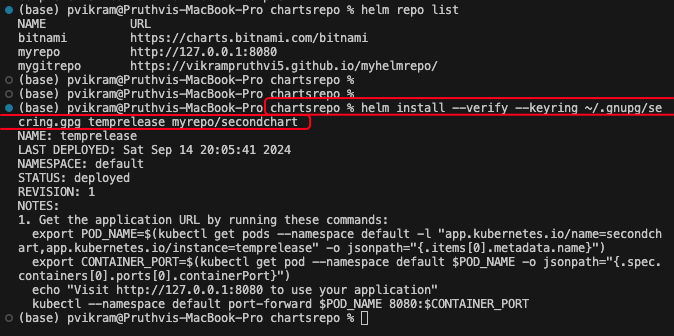 (base) pvikram@Pruthvis-MacBook-Pro chartsrepo % helm repo list
NAME URL
bitnami https://charts.bitnami.com/bitnami
myrepo http://127.0.0.1:8080
mygitrepo https://vikrampruthvi5.github.io/myhelmrepo/
(base) pvikram@Pruthvis-MacBook-Pro chartsrepo %
(base) pvikram@Pruthvis-MacBook-Pro chartsrepo %
(base) pvikram@Pruthvis-MacBook-Pro chartsrepo % helm install --verify --keyring ~/.gnupg/se
cring.gpg temprelease myrepo/secondchart
NAME: temprelease
LAST DEPLOYED: Sat Sep 14 20:05:41 2024
NAMESPACE: default
STATUS: deployed
REVISION: 1
NOTES:
1. Get the application URL by running these commands:
export POD_NAME=$(kubectl get pods --namespace default -l "app.kubernetes.io/name=secondch
art,app.kubernetes.io/instance=temprelease" -o jsonpath="{.items[0].metadata.name}")
export CONTAINER_PORT=$(kubectl get pod --namespace default $POD_NAME -o jsonpath="{.spec.
containers[0].ports[0].containerPort}")
echo "Visit http://127.0.0.1:8080 to use your application"
kubectl --namespace default port-forward $POD_NAME 8080:$CONTAINER_PORT
(base) pvikram@Pruthvis-MacBook-Pro chartsrepo %